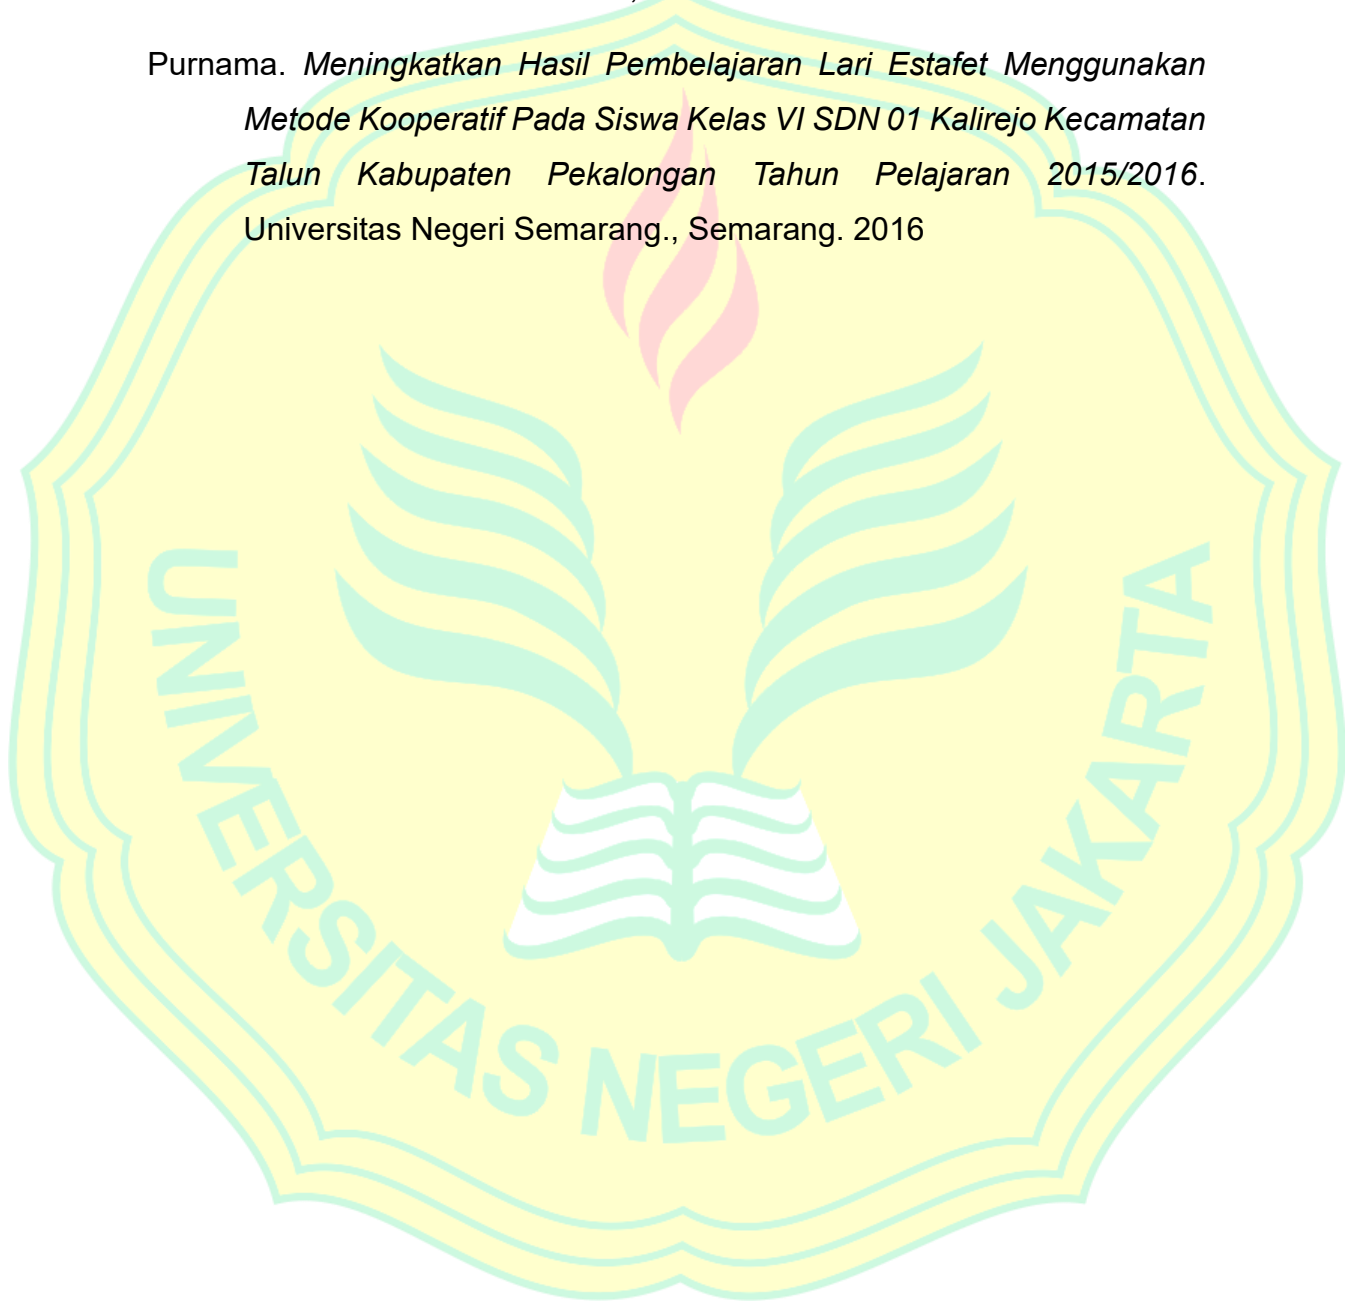 Purnama. Meningkatkan Hasil Pembelajaran Lari Estafet Menggunakan
Metode Kooperatif Pada Siswa Kelas VI SDN 01 Kalirejo Kecamatan
Talun Kabupaten Pekalongan Tahun Pelajaran 2015/2016.
Universitas Negeri Semarang., Semarang. 2016
UNIVERSITAS NEGERI JAKARTA